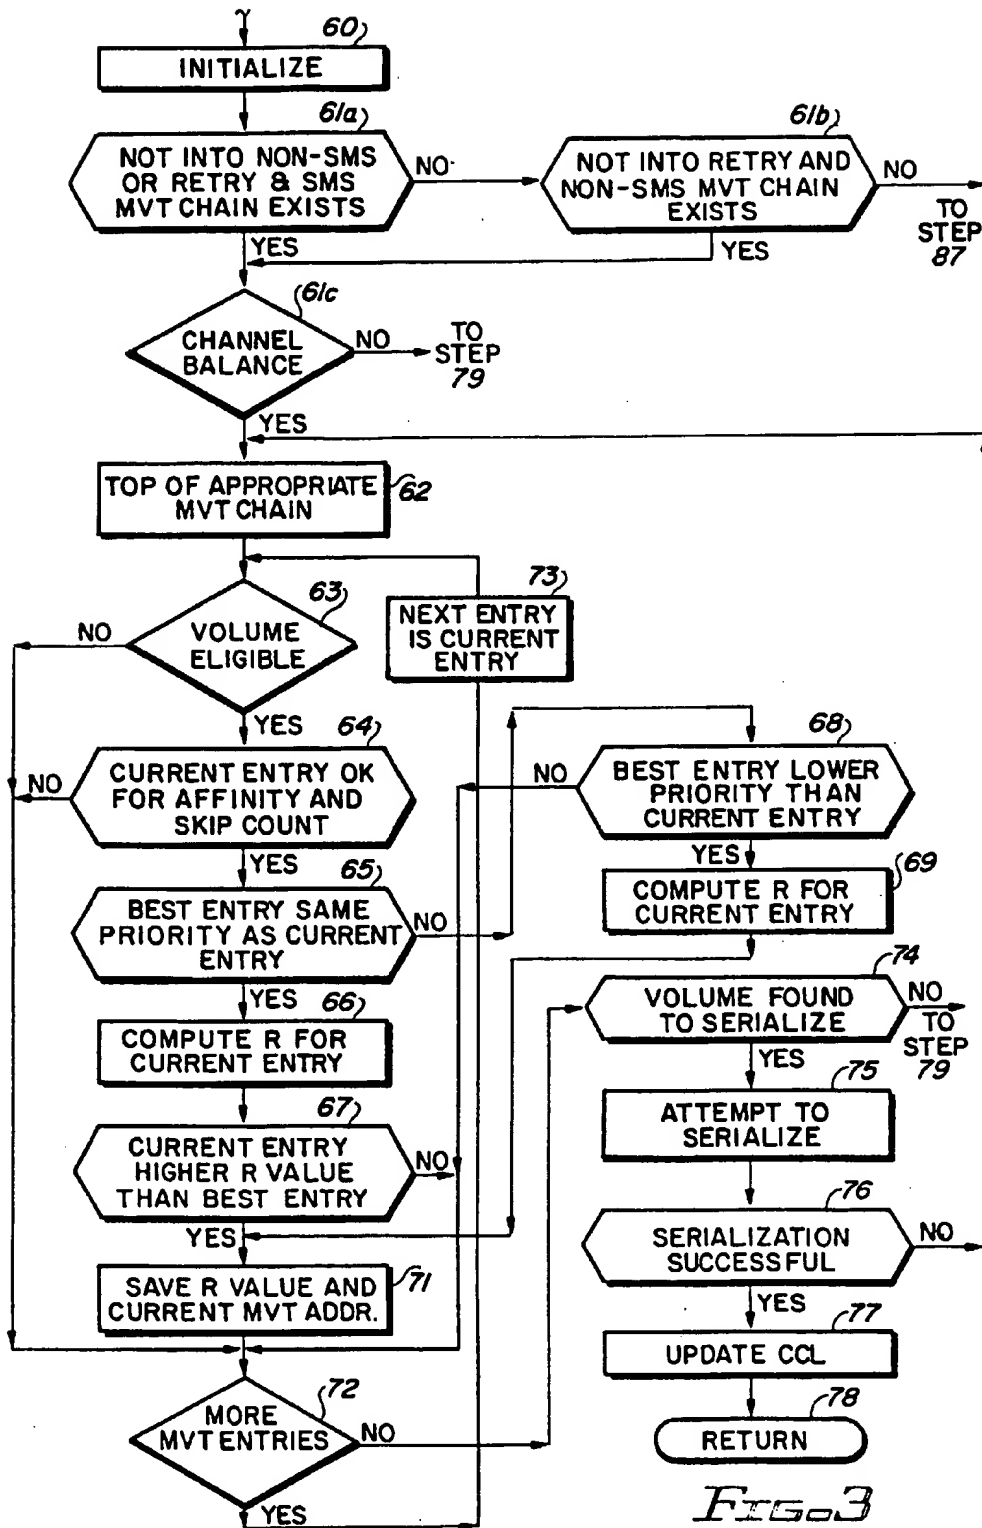 60
INITIALIZE
61a
NOT INTO NON-SMS
OR RETRY & SMS
MVT CHAIN EXISTS
NO
YES
61b
NOT INTO RETRY AND
NON-SMS MVT CHAIN
EXISTS
NO
TO
STEP
87
YES
61c
CHANNEL
BALANCE
NO
TO
STEP
79
YES
TOP OF APPROPRIATE
MVT CHAIN
62
63
VOLUME
ELIGIBLE
NO
YES
73
NEXT ENTRY
IS CURRENT
ENTRY
64
CURRENT ENTRY OK
FOR AFFINITY AND
SKIP COUNT
NO
YES
65
BEST ENTRY SAME
PRIORITY AS CURRENT
ENTRY
NO
YES
66
COMPUTE R FOR
CURRENT ENTRY
67
CURRENT ENTRY
HIGHER R VALUE
THAN BEST ENTRY
NO
YES
SAVE R VALUE AND
CURRENT MVT ADDR.
71
72
MORE
MVT ENTRIES
NO
YES
68
BEST ENTRY LOWER
PRIORITY THAN
CURRENT ENTRY
NO
YES
69
COMPUTE R FOR
CURRENT ENTRY
74
VOLUME FOUND
TO SERIALIZE
NO
TO
STEP
79
YES
75
ATTEMPT TO
SERIALIZE
76
SERIALIZATION
SUCCESSFUL
NO
YES
77
UPDATE CCL
78
RETURN
FIG. 3